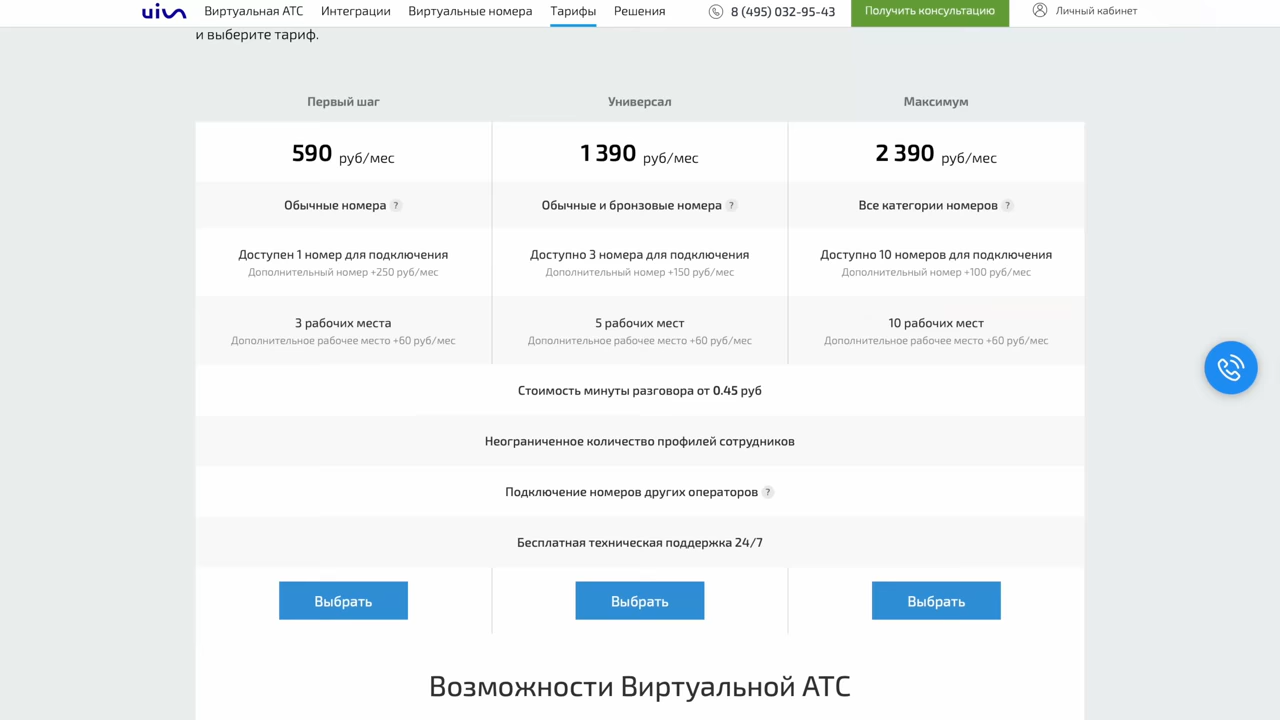 uis
Виртуальная АТС
Интеграции
Виртуальные номера
Тарифы
Решения
8 (495) 032-95-43
Получить консультацию
Личный кабинет
и выберите тариф.
Первый шаг
Универсал
Максимум
590 руб/мес
1 390 руб/мес
2 390 руб/мес
Обычные номера ?
Обычные и бронзовые номера ?
Все категории номеров ?
Доступен 1 номер для подключения
Дополнительный номер +250 руб/мес
Доступно 3 номера для подключения
Дополнительный номер +150 руб/мес
Доступно 10 номеров для подключения
Дополнительный номер +100 руб/мес
3 рабочих места
Дополнительное рабочее место +60 руб/мес
5 рабочих мест
Дополнительное рабочее место +60 руб/мес
10 рабочих мест
Дополнительное рабочее место +60 руб/мес
Стоимость минуты разговора от 0.45 руб
Неограниченное количество профилей сотрудников
Подключение номеров других операторов ?
Бесплатная техническая поддержка 24/7
Выбрать
Выбрать
Выбрать
Возможности Виртуальной АТС